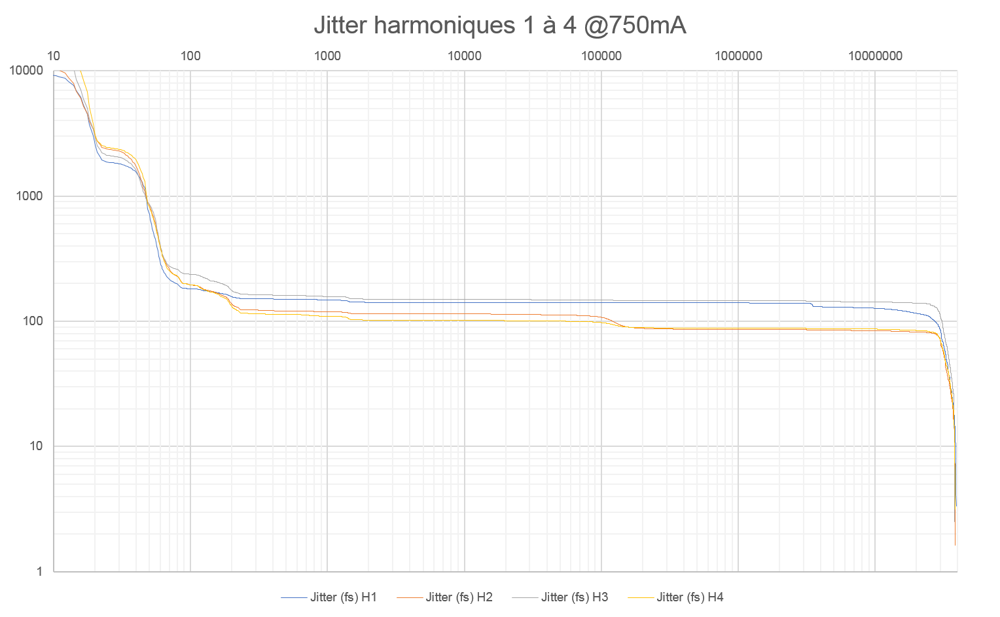 Jitter harmoniques 1 à 4 @750mA
10 100 1000 10000 100000 1000000 10000000
10000
1000
100
10
1
Jitter (fs) H1 Jitter (fs) H2 Jitter (fs) H3 Jitter (fs) H4